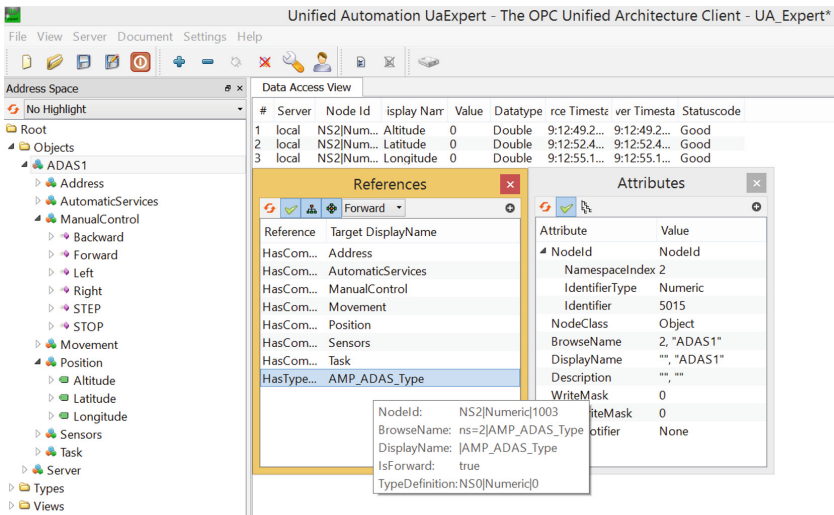 Unified Automation UaExpert - The OPC Unified Architecture Client - UA_Expert*
File View Server Document Settings Help
Address Space
No Highlight
Root
Objects
ADAS1
Address
AutomaticServices
ManualControl
Backward
Forward
Left
Right
STEP
STOP
Movement
Position
Altitude
Latitude
Longitude
Sensors
Task
Server
Types
Views
Data Access View
# Server Node Id isplay Nam Value Datatype rce Timesta ver Timesta Statuscode
1 local NS2|Num... Altitude 0 Double 9:12:49.2... 9:12:49.2... Good
2 local NS2|Num... Latitude 0 Double 9:12:52.4... 9:12:52.4... Good
3 local NS2|Num... Longitude 0 Double 9:12:55.1... 9:12:55.1... Good
References
Forward
Reference Target DisplayName
HasCom... Address
HasCom... AutomaticServices
HasCom... ManualControl
HasCom... Movement
HasCom... Position
HasCom... Sensors
HasCom... Task
HasType... AMP_ADAS_Type
NodeId: NS2|Numeric|1003
BrowseName: ns=2|AMP_ADAS_Type
DisplayName: |AMP_ADAS_Type
IsForward: true
TypeDefinition:NS0|Numeric|0
Attributes
Attribute Value
NodeId NodeId
NamespaceIndex 2
IdentifierType Numeric
Identifier 5015
NodeClass Object
BrowseName 2, "ADAS1"
DisplayName "", "ADAS1"
Description "", ""
WriteMask 0
iteMask 0
otifier None